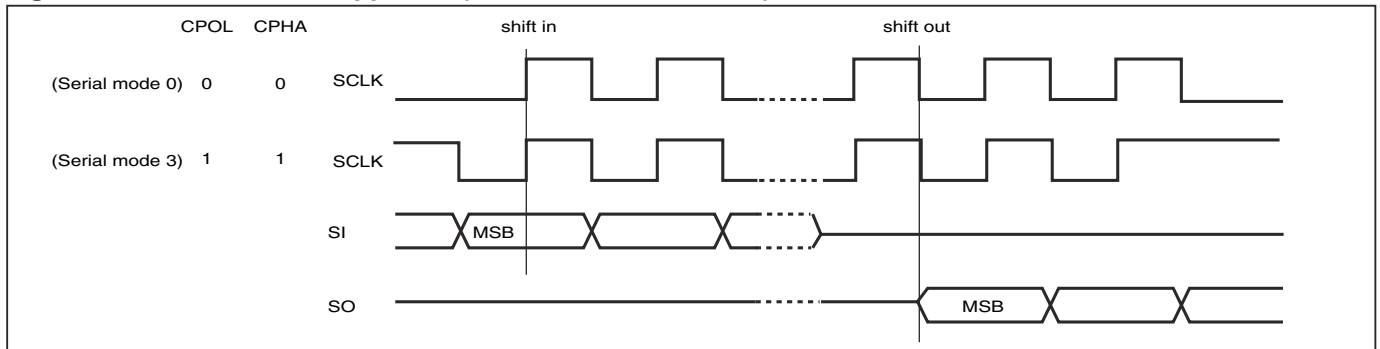 CPOL CPHA shift in shift out
(Serial mode 0) 0 0 SCLK
(Serial mode 3) 1 1 SCLK
SI MSB
SO MSB